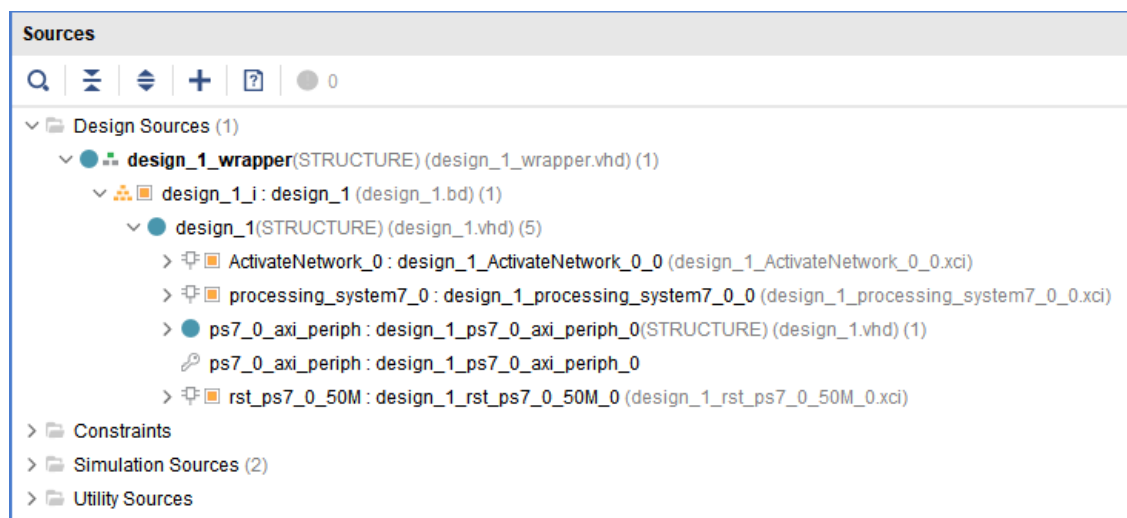 Sources
0
Design Sources (1)
design_1_wrapper(STRUCTURE) (design_1_wrapper.vhd) (1)
design_1_i : design_1 (design_1.bd) (1)
design_1(STRUCTURE) (design_1.vhd) (5)
ActivateNetwork_0 : design_1_ActivateNetwork_0_0 (design_1_ActivateNetwork_0_0.xci)
processing_system7_0 : design_1_processing_system7_0_0 (design_1_processing_system7_0_0.xci)
ps7_0_axi_periph : design_1_ps7_0_axi_periph_0(STRUCTURE) (design_1.vhd) (1)
ps7_0_axi_periph : design_1_ps7_0_axi_periph_0
rst_ps7_0_50M : design_1_rst_ps7_0_50M_0 (design_1_rst_ps7_0_50M_0.xci)
Constraints
Simulation Sources (2)
Utility Sources